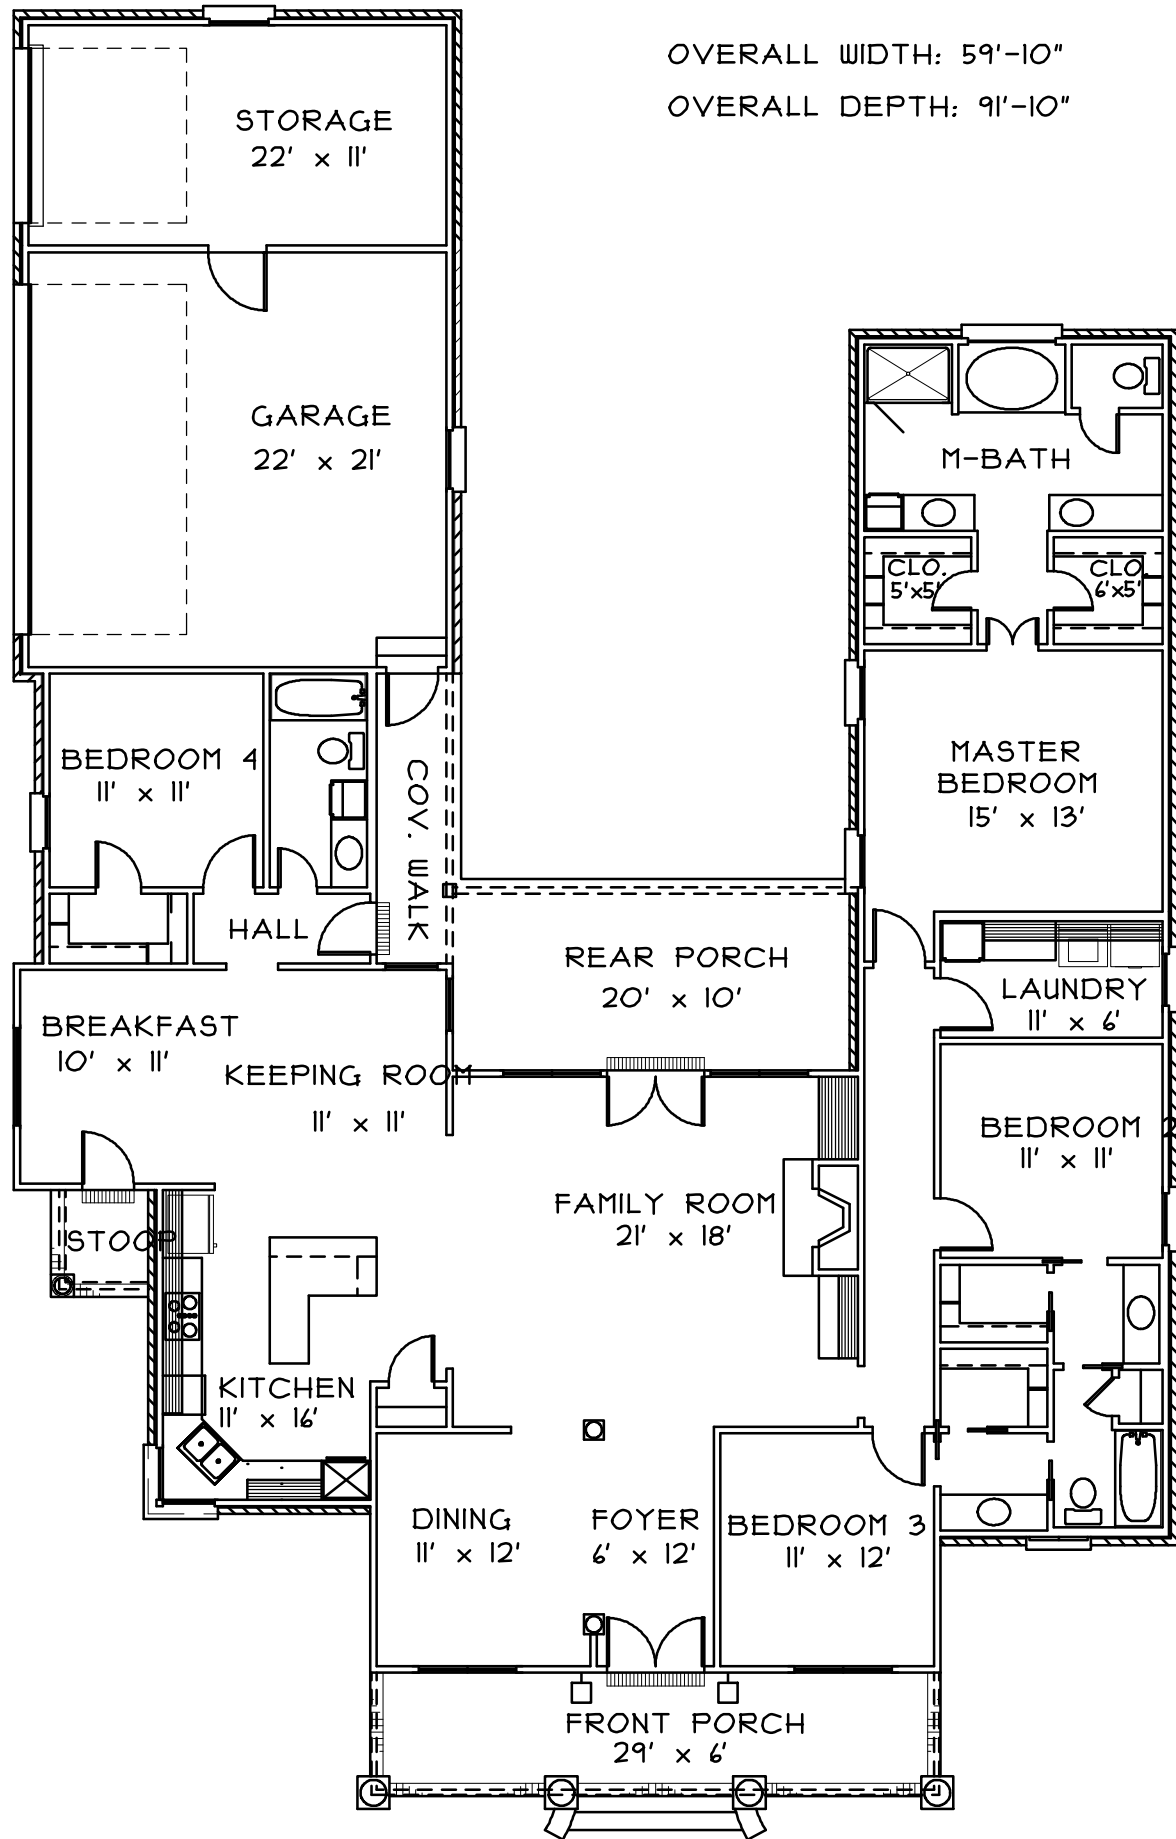 OVERALL WIDTH: 59'-10"
OVERALL DEPTH: 91'-10"
STORAGE
22' x 11'
GARAGE
22' x 21'
M-BATH
CLO.
5'x5'
CLO.
6'x5'
BEDROOM 4
11' x 11'
COV. WALK
MASTER
BEDROOM
15' x 13'
HALL
REAR PORCH
20' x 10'
LAUNDRY
11' x 6'
BREAKFAST
10' x 11'
KEEPING ROOM
11' x 11'
BEDROOM 2
11' x 11'
STOOP
FAMILY ROOM
21' x 18'
KITCHEN
11' x 16'
DINING
11' x 12'
FOYER
6' x 12'
BEDROOM 3
11' x 12'
FRONT PORCH
29' x 6'